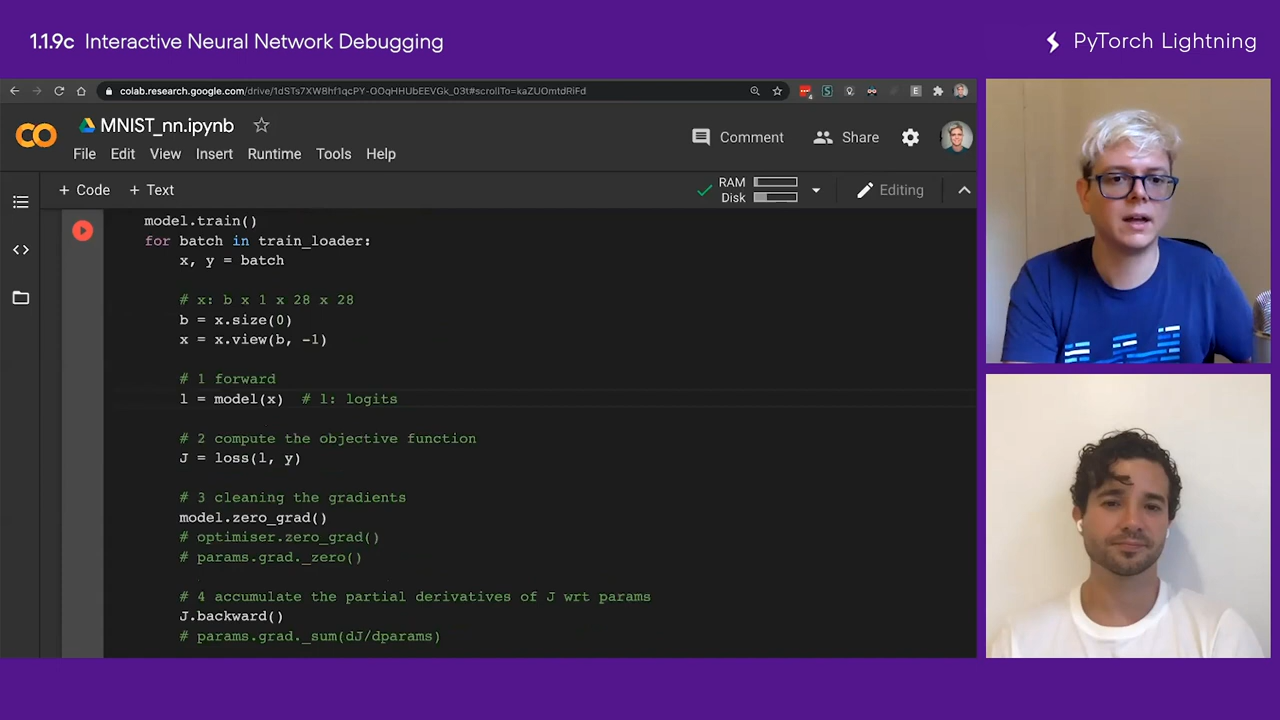 1.1.9c Interactive Neural Network Debugging
PyTorch Lightning
colab.research.google.com/drive/1dSTs7XW8hf1qcPY-OOqHHUbEEVGk_03t#scrollTo=kaZUOmtdRiFd
CO
MNIST_nn.ipynb
Comment
Share
File Edit View Insert Runtime Tools Help
+ Code + Text
RAM
Disk
Editing
model.train()
for batch in train_loader:
x, y = batch
# x: b x 1 x 28 x 28
b = x.size(0)
x = x.view(b, -1)
# 1 forward
l = model(x) # l: logits
# 2 compute the objective function
J = loss(l, y)
# 3 cleaning the gradients
model.zero_grad()
# optimiser.zero_grad()
# params.grad._zero()
# 4 accumulate the partial derivatives of J wrt params
J.backward()
# params.grad._sum(dJ/dparams)